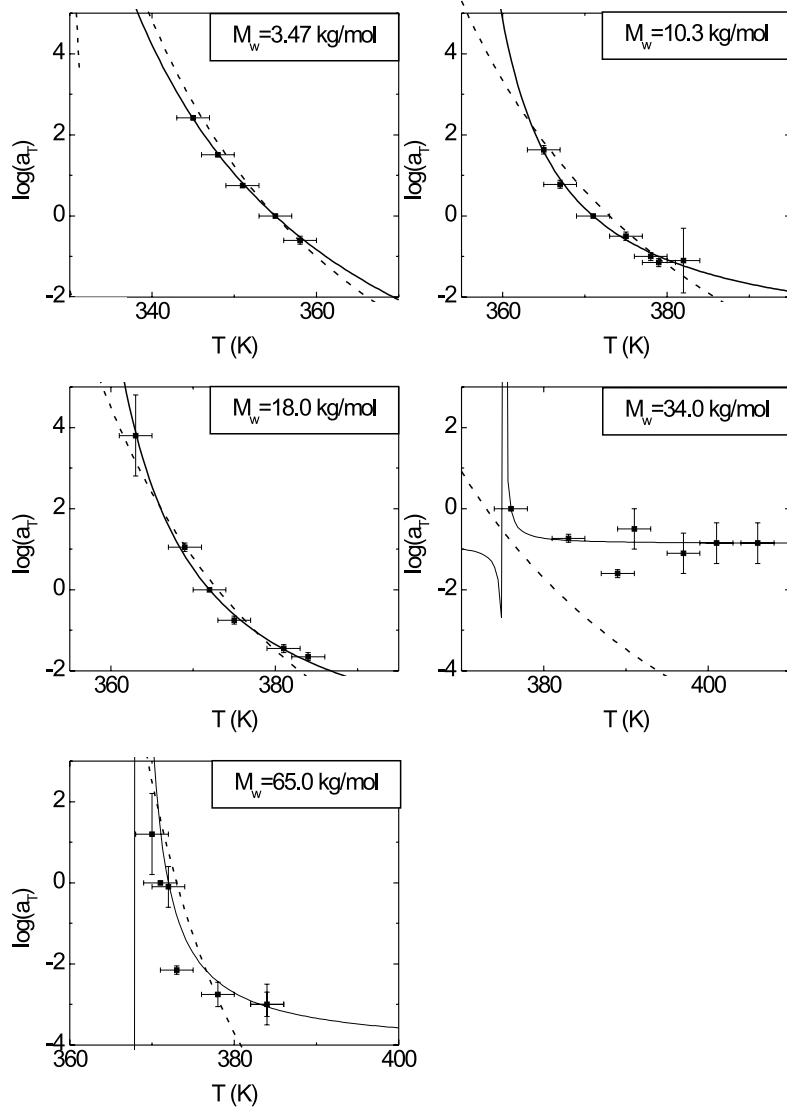 M_w=3.47 kg/mol
log(a_T)
4
2
0
-2
340
360
T (K)
M_w=10.3 kg/mol
log(a_T)
4
2
0
-2
360
380
T (K)
M_w=18.0 kg/mol
log(a_T)
4
2
0
-2
360
380
T (K)
M_w=34.0 kg/mol
log(a_T)
2
0
-2
-4
380
400
T (K)
M_w=65.0 kg/mol
log(a_T)
2
0
-2
-4
360
380
400
T (K)